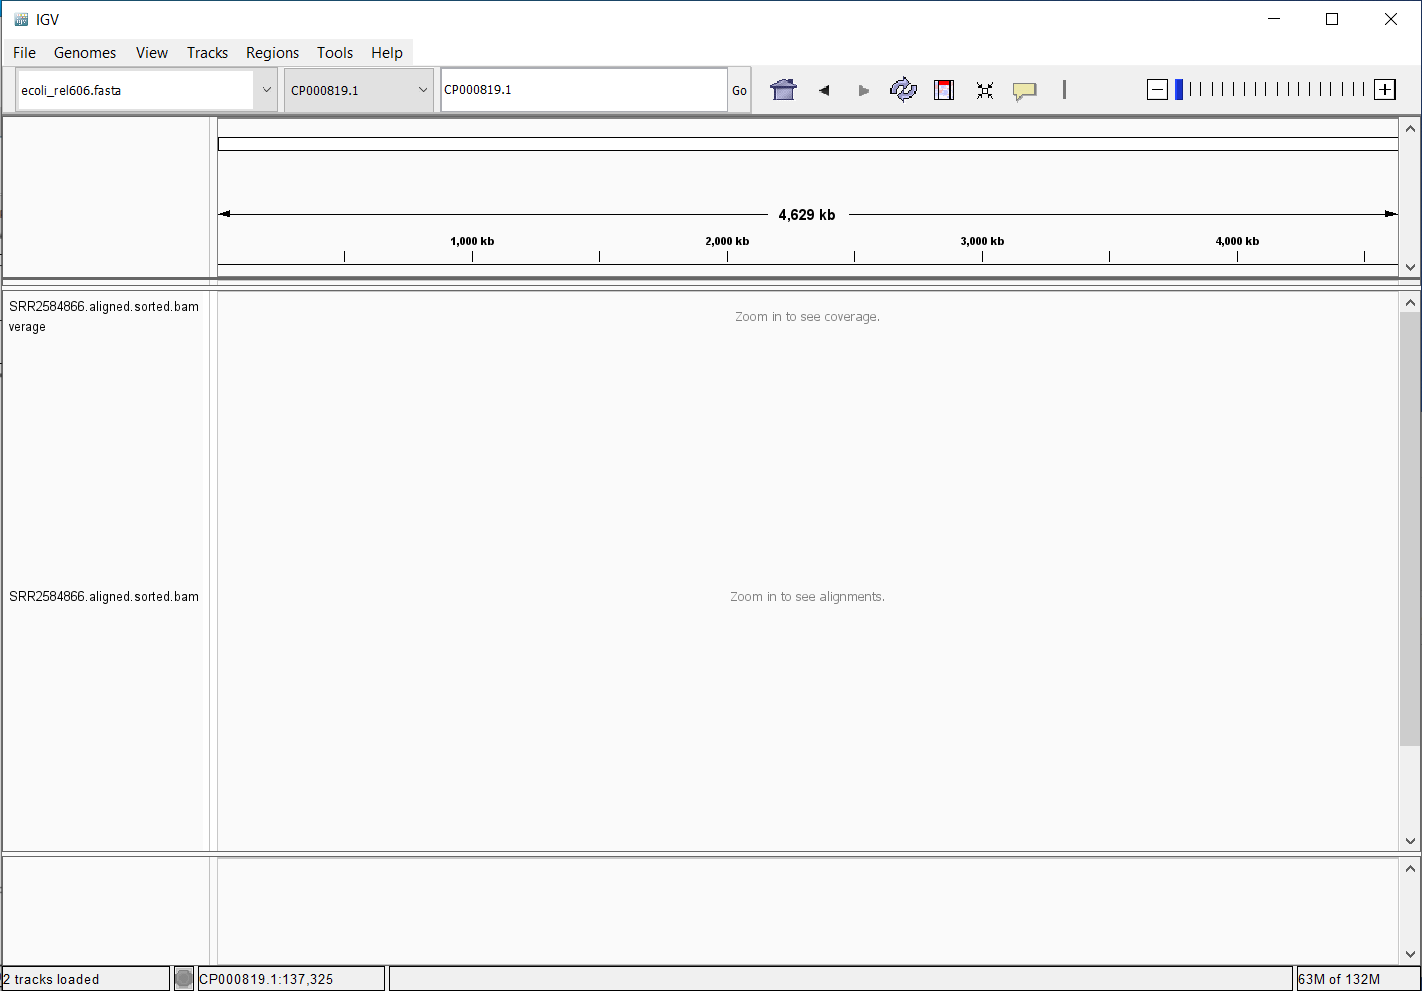 IGV
File Genomes View Tracks Regions Tools Help
ecoli_rel606.fasta CP000819.1 CP000819.1 Go
4,629 kb
1,000 kb 2,000 kb 3,000 kb 4,000 kb
SRR2584866.aligned.sorted.bam
verage
Zoom in to see coverage.
SRR2584866.aligned.sorted.bam Zoom in to see alignments.
2 tracks loaded CP000819.1:137,325 63M of 132M